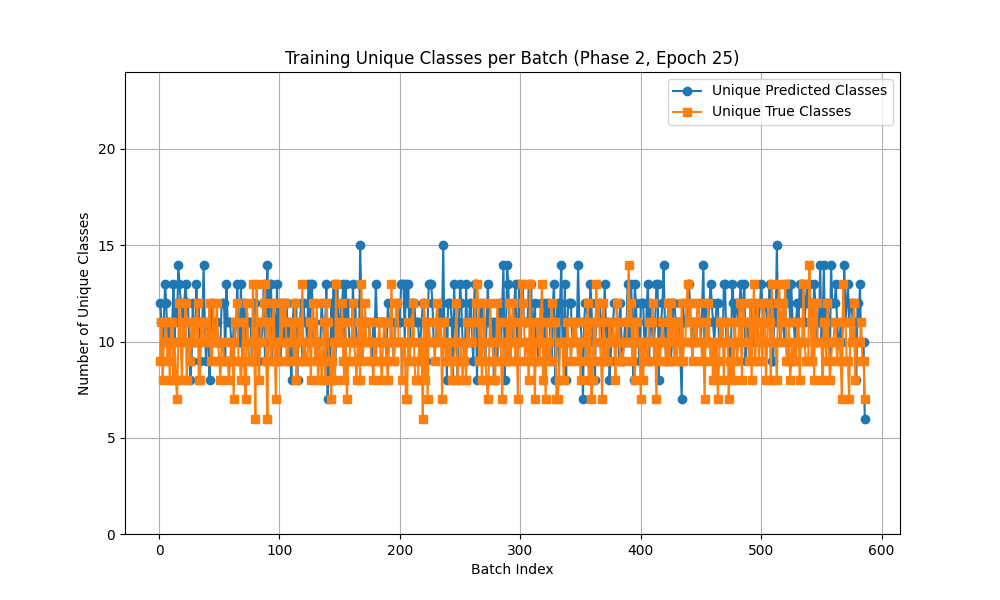 Training Unique Classes per Batch (Phase 2, Epoch 25)
Unique Predicted Classes
Unique True Classes
Number of Unique Classes
20
15
10
5
0
0 100 200 300 400 500 600
Batch Index